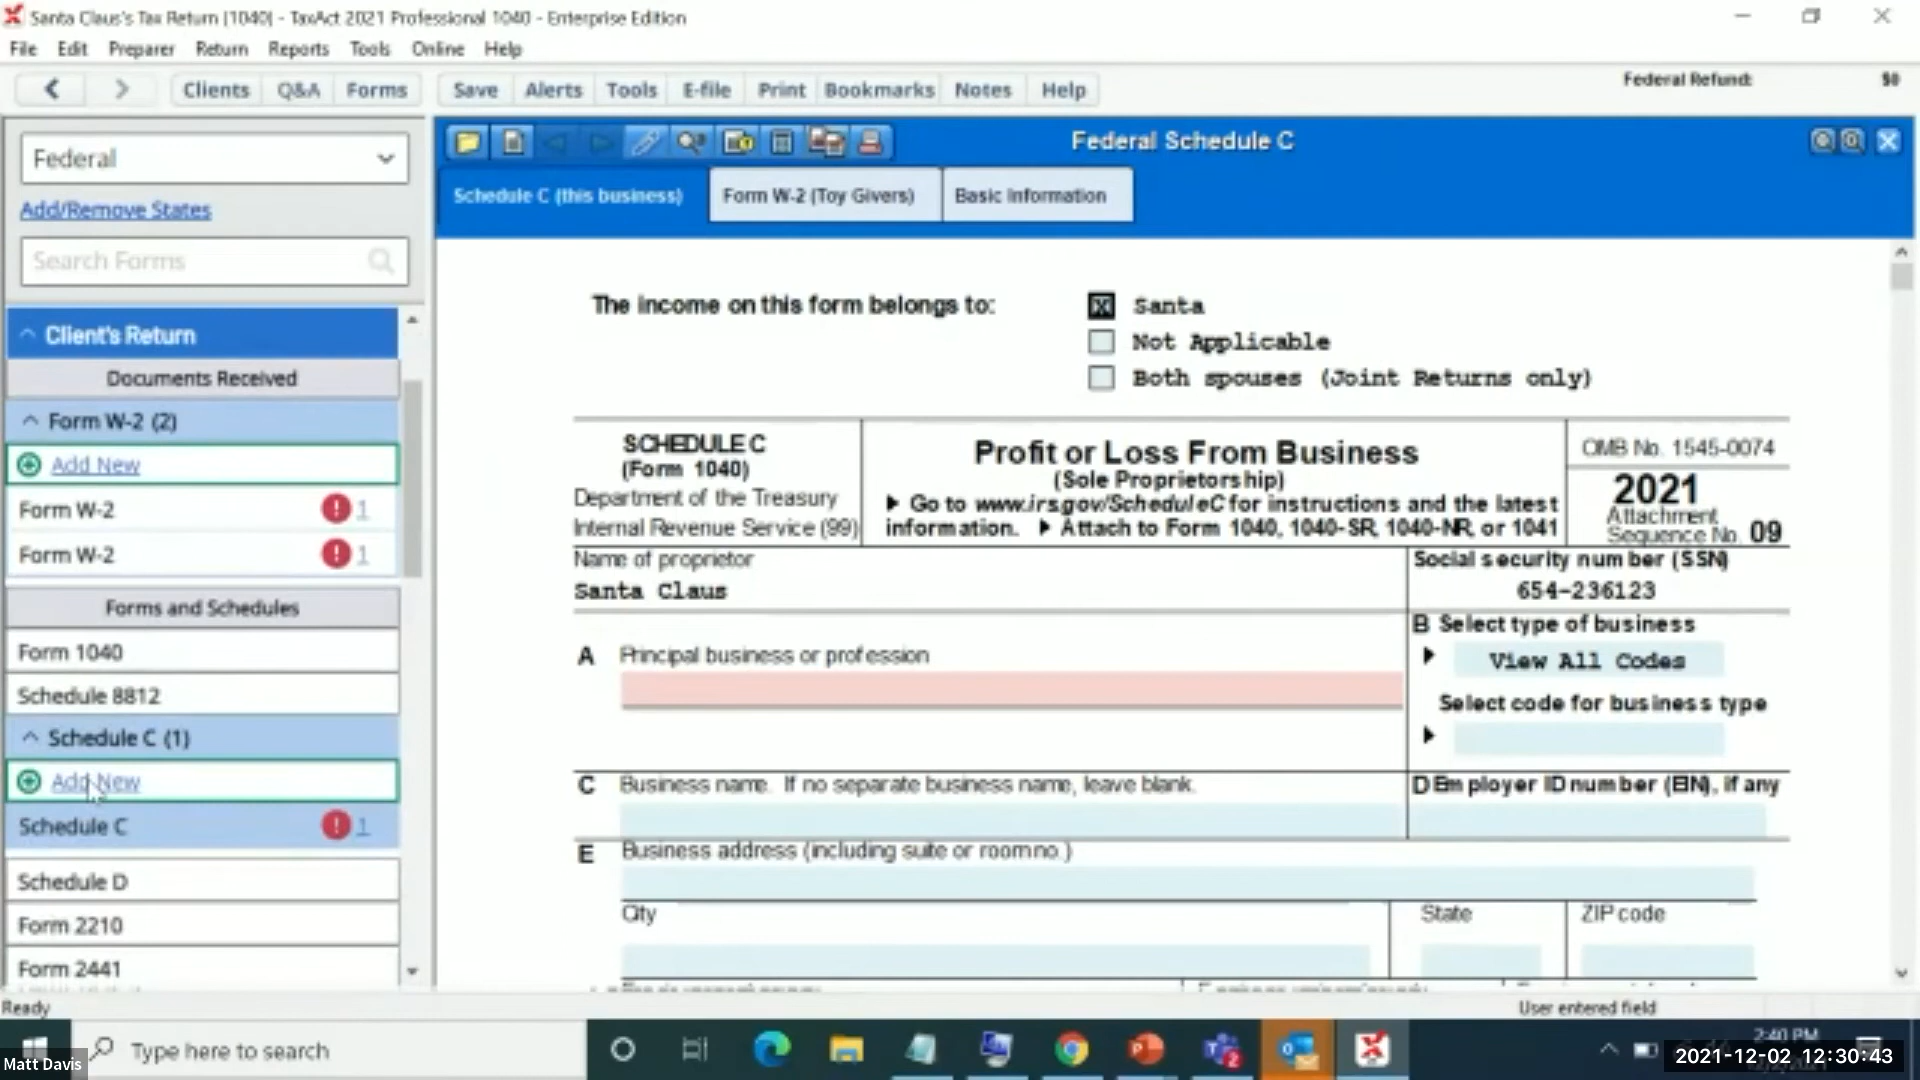 Santa Claus's Tax Return (1040) - TaxAct 2021 Professional 1040 - Enterprise Edition
File Edit Preparer Return Reports Tools Online Help
Clients Q&A Forms Save Alerts Tools E-file Print Bookmarks Notes Help
Federal Refund: $0
Federal
Add/Remove States
Search Forms
Client's Return
Documents Received
Form W-2 (2)
Add New
Form W-2 1
Form W-2 1
Forms and Schedules
Form 1040
Schedule 8812
Schedule C (1)
Add New
Schedule C 1
Schedule D
Form 2210
Form 2441
Federal Schedule C
Schedule C (this business) Form W-2 (Toy Givers) Basic Information
The income on this form belongs to: Santa
Not Applicable
Both spouses (Joint Returns only)
SCHEDULE C
(Form 1040)
Department of the Treasury
Internal Revenue Service (99)
Profit or Loss From Business
(Sole Proprietorship)
Go to www.irs.gov/ScheduleC for instructions and the latest
information. Attach to Form 1040, 1040-SR, 1040-NR, or 1041
OMB No. 1545-0074
2021
Attachment
Sequence No. 09
Name of proprietor
Santa Claus
Social security number (SSN)
654-236123
A Principal business or profession
B Select type of business
View All Codes
Select code for business type
C Business name. If no separate business name, leave blank.
D Employer ID number (EIN), if any
E Business address (including suite or room no.)
City State ZIP code
Ready User entered field
Type here to search
2
2:40 PM
Matt Davis
2021-12-02 12:30:43